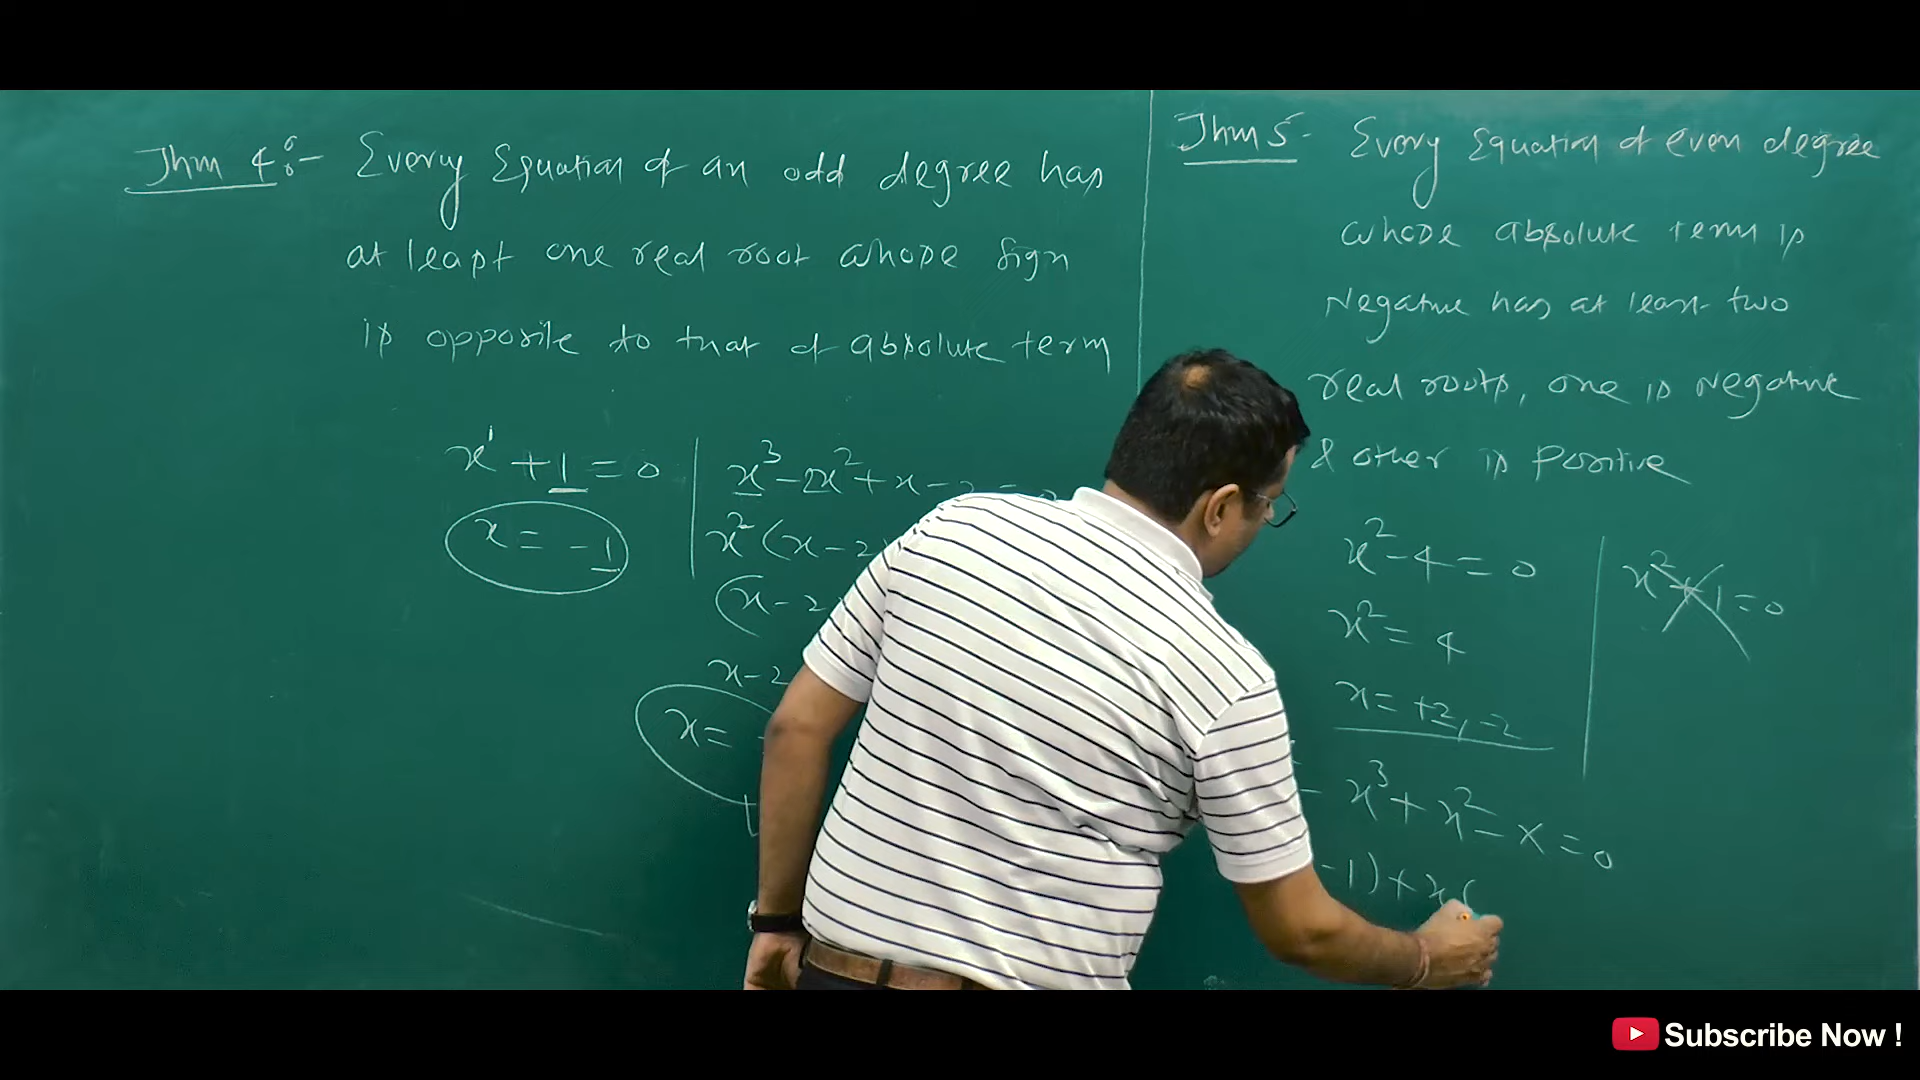 Thm 4:- Every Equation of an odd degree has
at least one real root whose sign
is opposite to that of absolute term
x¹ + 1 = 0
x = -1
x³ - 2x² + x - 2 =
x² (x - 2
(x - 2
x - 2
x =
Thm 5- Every Equation of even degree
whose absolute term is
Negative has at least two
real roots, one is Negative
& other is Positive
x² - 4 = 0
x² = 4
x = +2, -2
x² + 1 = 0
- x³ + x² - x = 0
-1) + x(
Subscribe Now !